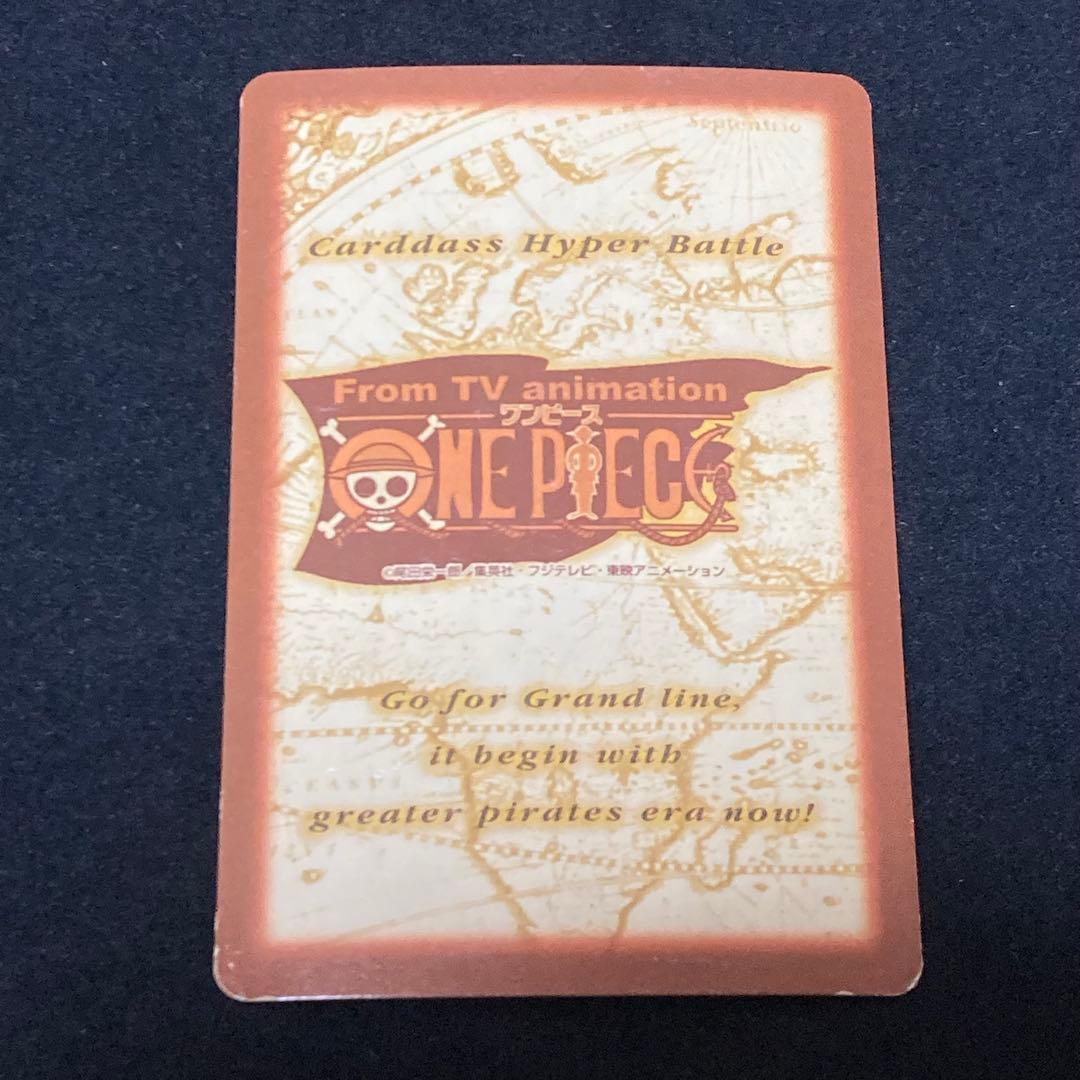 Septentrio
Carddass Hyper Battle
From TV animation
ワンピース
ONE PIECE
©尾田栄一郎／集英社・フジテレビ・東映アニメーション
Go for Grand line,
it begin with
greater pirates era now!